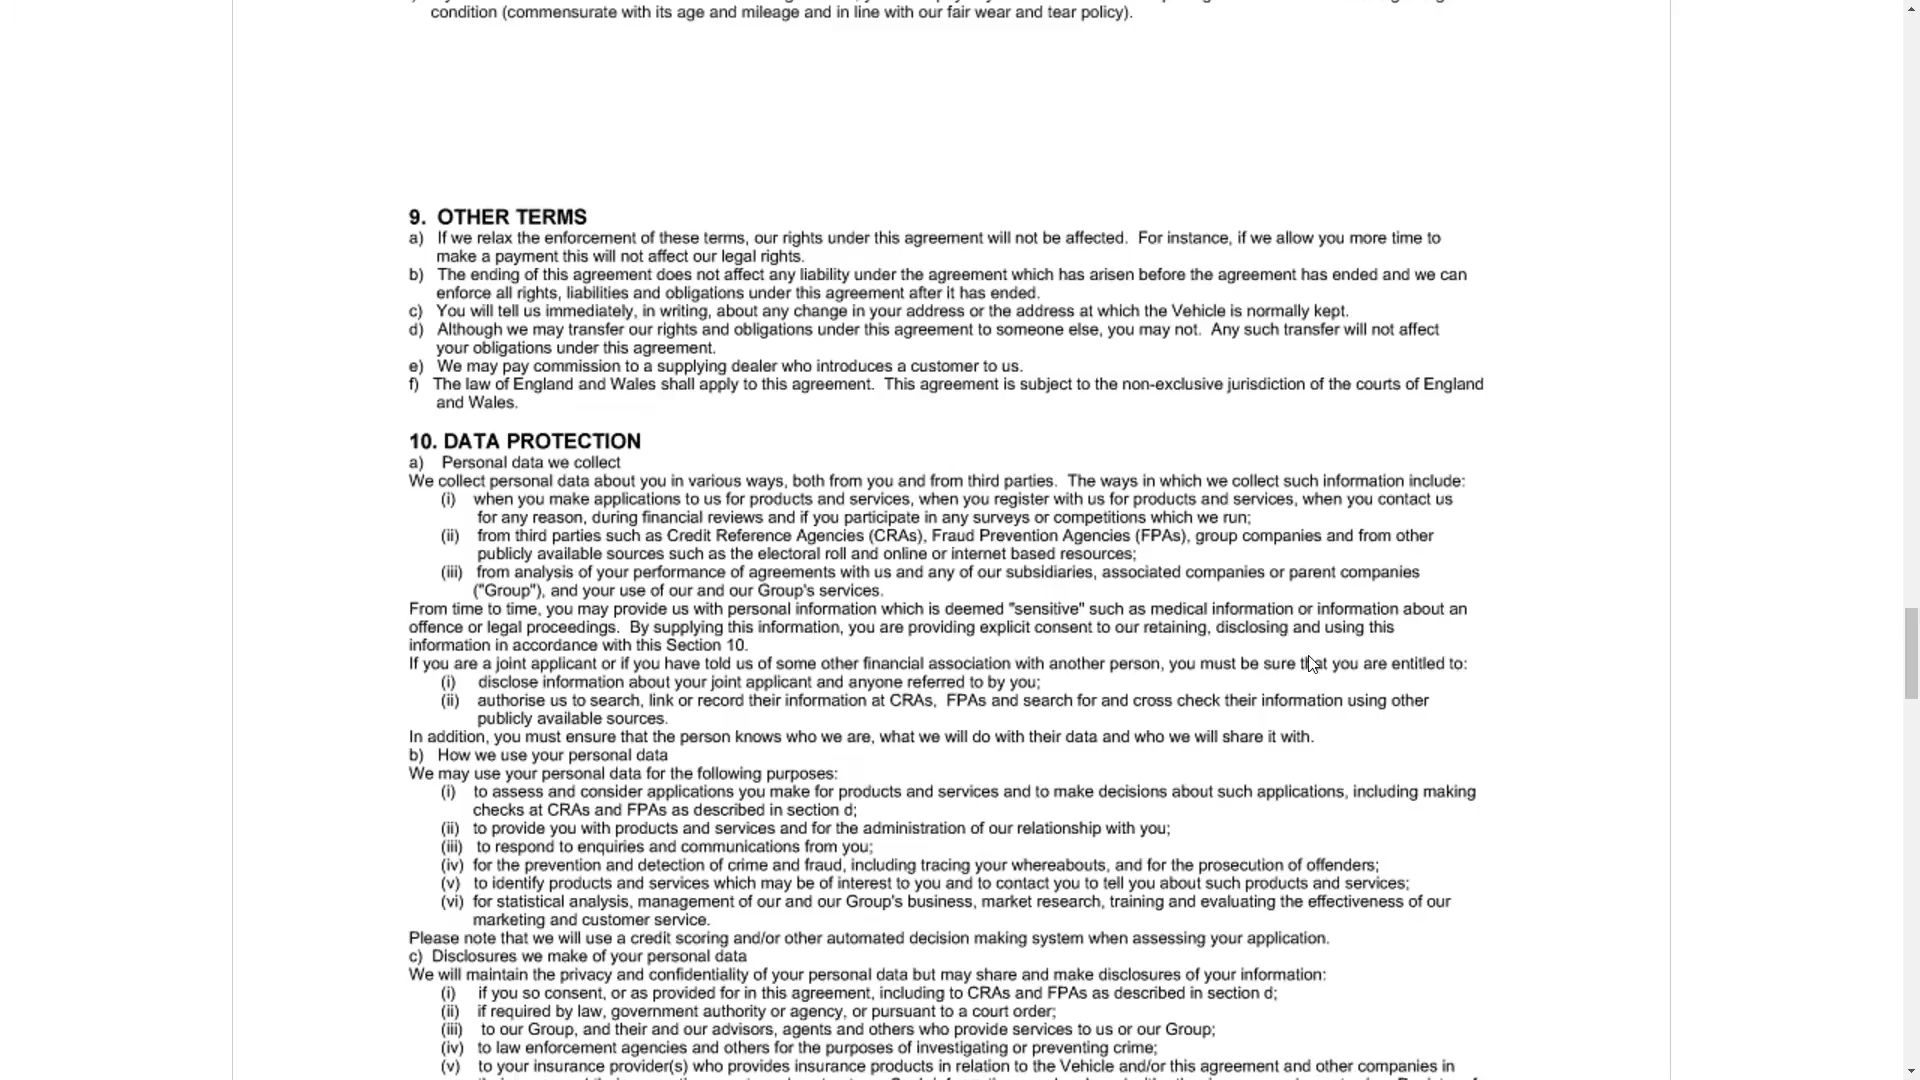 condition (commensurate with its age and mileage and in line with our fair wear and tear policy).
9. OTHER TERMS
a) If we relax the enforcement of these terms, our rights under this agreement will not be affected. For instance, if we allow you more time to
make a payment this will not affect our legal rights.
b) The ending of this agreement does not affect any liability under the agreement which has arisen before the agreement has ended and we can
enforce all rights, liabilities and obligations under this agreement after it has ended.
c) You will tell us immediately, in writing, about any change in your address or the address at which the Vehicle is normally kept.
d) Although we may transfer our rights and obligations under this agreement to someone else, you may not. Any such transfer will not affect
your obligations under this agreement.
e) We may pay commission to a supplying dealer who introduces a customer to us.
f) The law of England and Wales shall apply to this agreement. This agreement is subject to the non-exclusive jurisdiction of the courts of England
and Wales.
10. DATA PROTECTION
a) Personal data we collect
We collect personal data about you in various ways, both from you and from third parties. The ways in which we collect such information include:
(i) when you make applications to us for products and services, when you register with us for products and services, when you contact us
for any reason, during financial reviews and if you participate in any surveys or competitions which we run;
(ii) from third parties such as Credit Reference Agencies (CRAs), Fraud Prevention Agencies (FPAs), group companies and from other
publicly available sources such as the electoral roll and online or internet based resources;
(iii) from analysis of your performance of agreements with us and any of our subsidiaries, associated companies or parent companies
("Group"), and your use of our and our Group's services.
From time to time, you may provide us with personal information which is deemed "sensitive" such as medical information or information about an
offence or legal proceedings. By supplying this information, you are providing explicit consent to our retaining, disclosing and using this
information in accordance with this Section 10.
If you are a joint applicant or if you have told us of some other financial association with another person, you must be sure that you are entitled to:
(i) disclose information about your joint applicant and anyone referred to by you;
(ii) authorise us to search, link or record their information at CRAs, FPAs and search for and cross check their information using other
publicly available sources.
In addition, you must ensure that the person knows who we are, what we will do with their data and who we will share it with.
b) How we use your personal data
We may use your personal data for the following purposes:
(i) to assess and consider applications you make for products and services and to make decisions about such applications, including making
checks at CRAs and FPAs as described in section d;
(ii) to provide you with products and services and for the administration of our relationship with you;
(iii) to respond to enquiries and communications from you;
(iv) for the prevention and detection of crime and fraud, including tracing your whereabouts, and for the prosecution of offenders;
(v) to identify products and services which may be of interest to you and to contact you to tell you about such products and services;
(vi) for statistical analysis, management of our and our Group's business, market research, training and evaluating the effectiveness of our
marketing and customer service.
Please note that we will use a credit scoring and/or other automated decision making system when assessing your application.
c) Disclosures we make of your personal data
We will maintain the privacy and confidentiality of your personal data but may share and make disclosures of your information:
(i) if you so consent, or as provided for in this agreement, including to CRAs and FPAs as described in section d;
(ii) if required by law, government authority or agency, or pursuant to a court order;
(iii) to our Group, and their and our advisors, agents and others who provide services to us or our Group;
(iv) to law enforcement agencies and others for the purposes of investigating or preventing crime;
(v) to your insurance provider(s) who provides insurance products in relation to the Vehicle and/or this agreement and other companies in